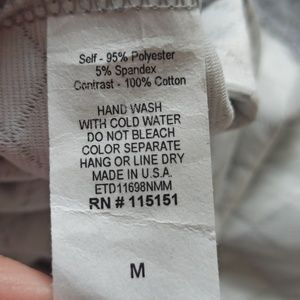 Self - 95% Polyester
5% Spandex
Contrast - 100% Cotton
HAND WASH
WITH COLD WATER
DO NOT BLEACH
COLOR SEPARATE
HANG OR LINE DRY
MADE IN U.S.A.
ETD11698NMM
RN # 115151
M